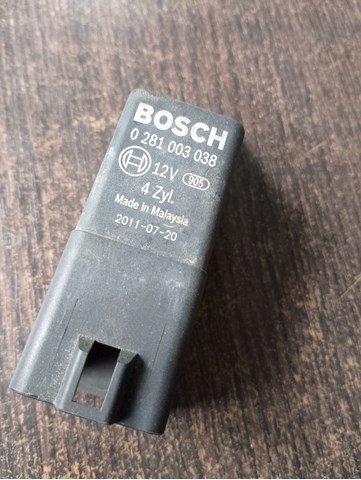 BOSCH
0 281 003 038
12V 905
4 Zyl.
Made in Malaysia
2011-07-20